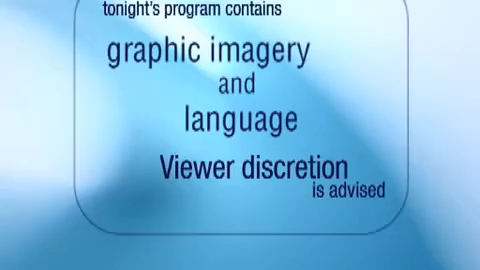 tonight's program contains
graphic imagery
and
language
Viewer discretion
is advised